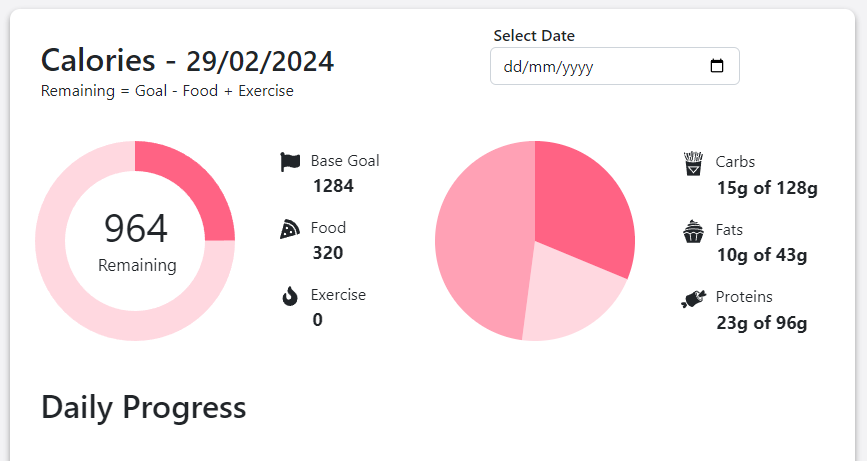 Calories - 29/02/2024
Remaining = Goal - Food + Exercise
Select Date
dd/mm/yyyy
964
Remaining
Base Goal
1284
Food
320
Exercise
0
Carbs
15g of 128g
Fats
10g of 43g
Proteins
23g of 96g
Daily Progress